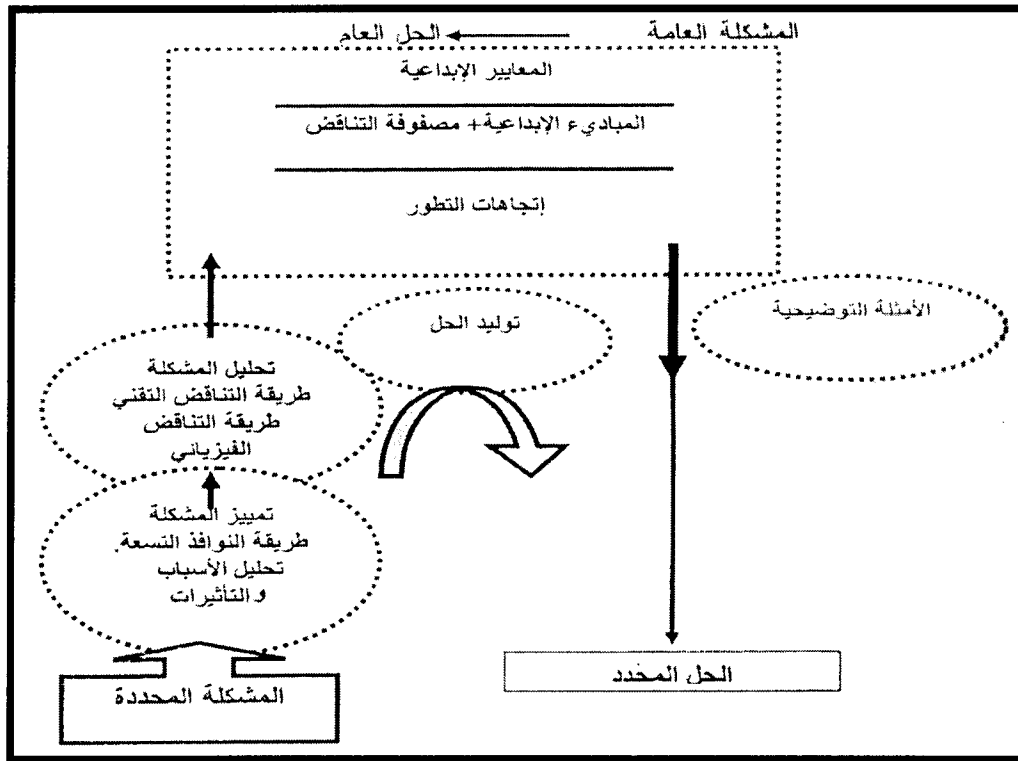 المشكلة العامة
الحل العام
المعايير الإبداعية
المباديء الإبداعية+ مصفوفة التناقض
إتجاهات التطور
الأمثلة التوضيحية
توليد الحل
تحليل المشكلة
طريقة التناقض التقني
طريقة التناقض
الفيزيائي
تمييز المشكلة
طريقة النوافذ التسعة.
تحليل الأسباب
و التأثيرات
المشكلة المحددة
الحل المحدد